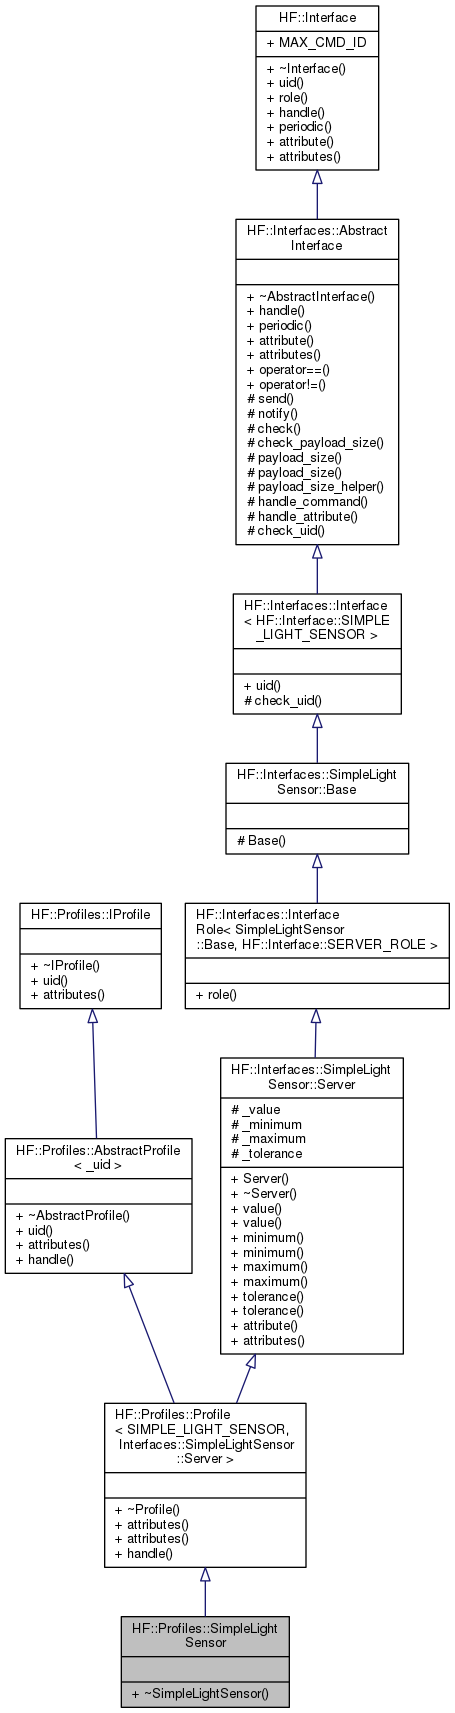 HF::Interface
+ MAX_CMD_ID
+ ~Interface()
+ uid()
+ role()
+ handle()
+ periodic()
+ attribute()
+ attributes()
HF::Interfaces::Abstract
Interface
+ ~AbstractInterface()
+ handle()
+ periodic()
+ attribute()
+ attributes()
+ operator==()
+ operator!=()
# send()
# notify()
# check()
# check_payload_size()
# payload_size()
# payload_size()
# payload_size_helper()
# handle_command()
# handle_attribute()
# check_uid()
HF::Interfaces::Interface
< HF::Interface::SIMPLE
_LIGHT_SENSOR >
+ uid()
# check_uid()
HF::Interfaces::SimpleLight
Sensor::Base
# Base()
HF::Profiles::IProfile
+ ~IProfile()
+ uid()
+ attributes()
HF::Interfaces::Interface
Role< SimpleLightSensor
::Base, HF::Interface::SERVER_ROLE >
+ role()
HF::Interfaces::SimpleLight
Sensor::Server
# _value
# _minimum
# _maximum
# _tolerance
+ Server()
+ ~Server()
+ value()
+ value()
+ minimum()
+ minimum()
+ maximum()
+ maximum()
+ tolerance()
+ tolerance()
+ attribute()
+ attributes()
HF::Profiles::AbstractProfile
< _uid >
+ ~AbstractProfile()
+ uid()
+ attributes()
+ handle()
HF::Profiles::Profile
< SIMPLE_LIGHT_SENSOR,
Interfaces::SimpleLightSensor
::Server >
+ ~Profile()
+ attributes()
+ attributes()
+ handle()
HF::Profiles::SimpleLight
Sensor
+ ~SimpleLightSensor()